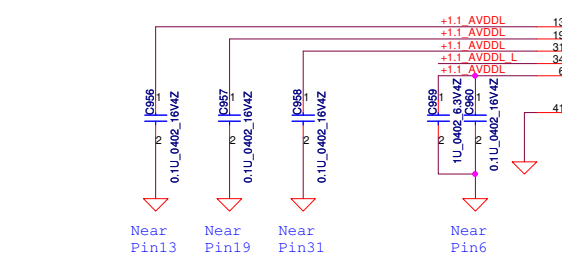 +1.1_AVDDL 13
+1.1_AVDDL 19
+1.1_AVDDL 31
+1.1_AVDDL_L 34
+1.1_AVDDL 6
41
C956 1 2 0.1U_0402_16V4Z
C957 1 2 0.1U_0402_16V4Z
C958 1 2 0.1U_0402_16V4Z
C959 1 2 1U_0402_6.3V4Z
C960 1 2 0.1U_0402_16V4Z
Near Pin13
Near Pin19
Near Pin31
Near Pin6